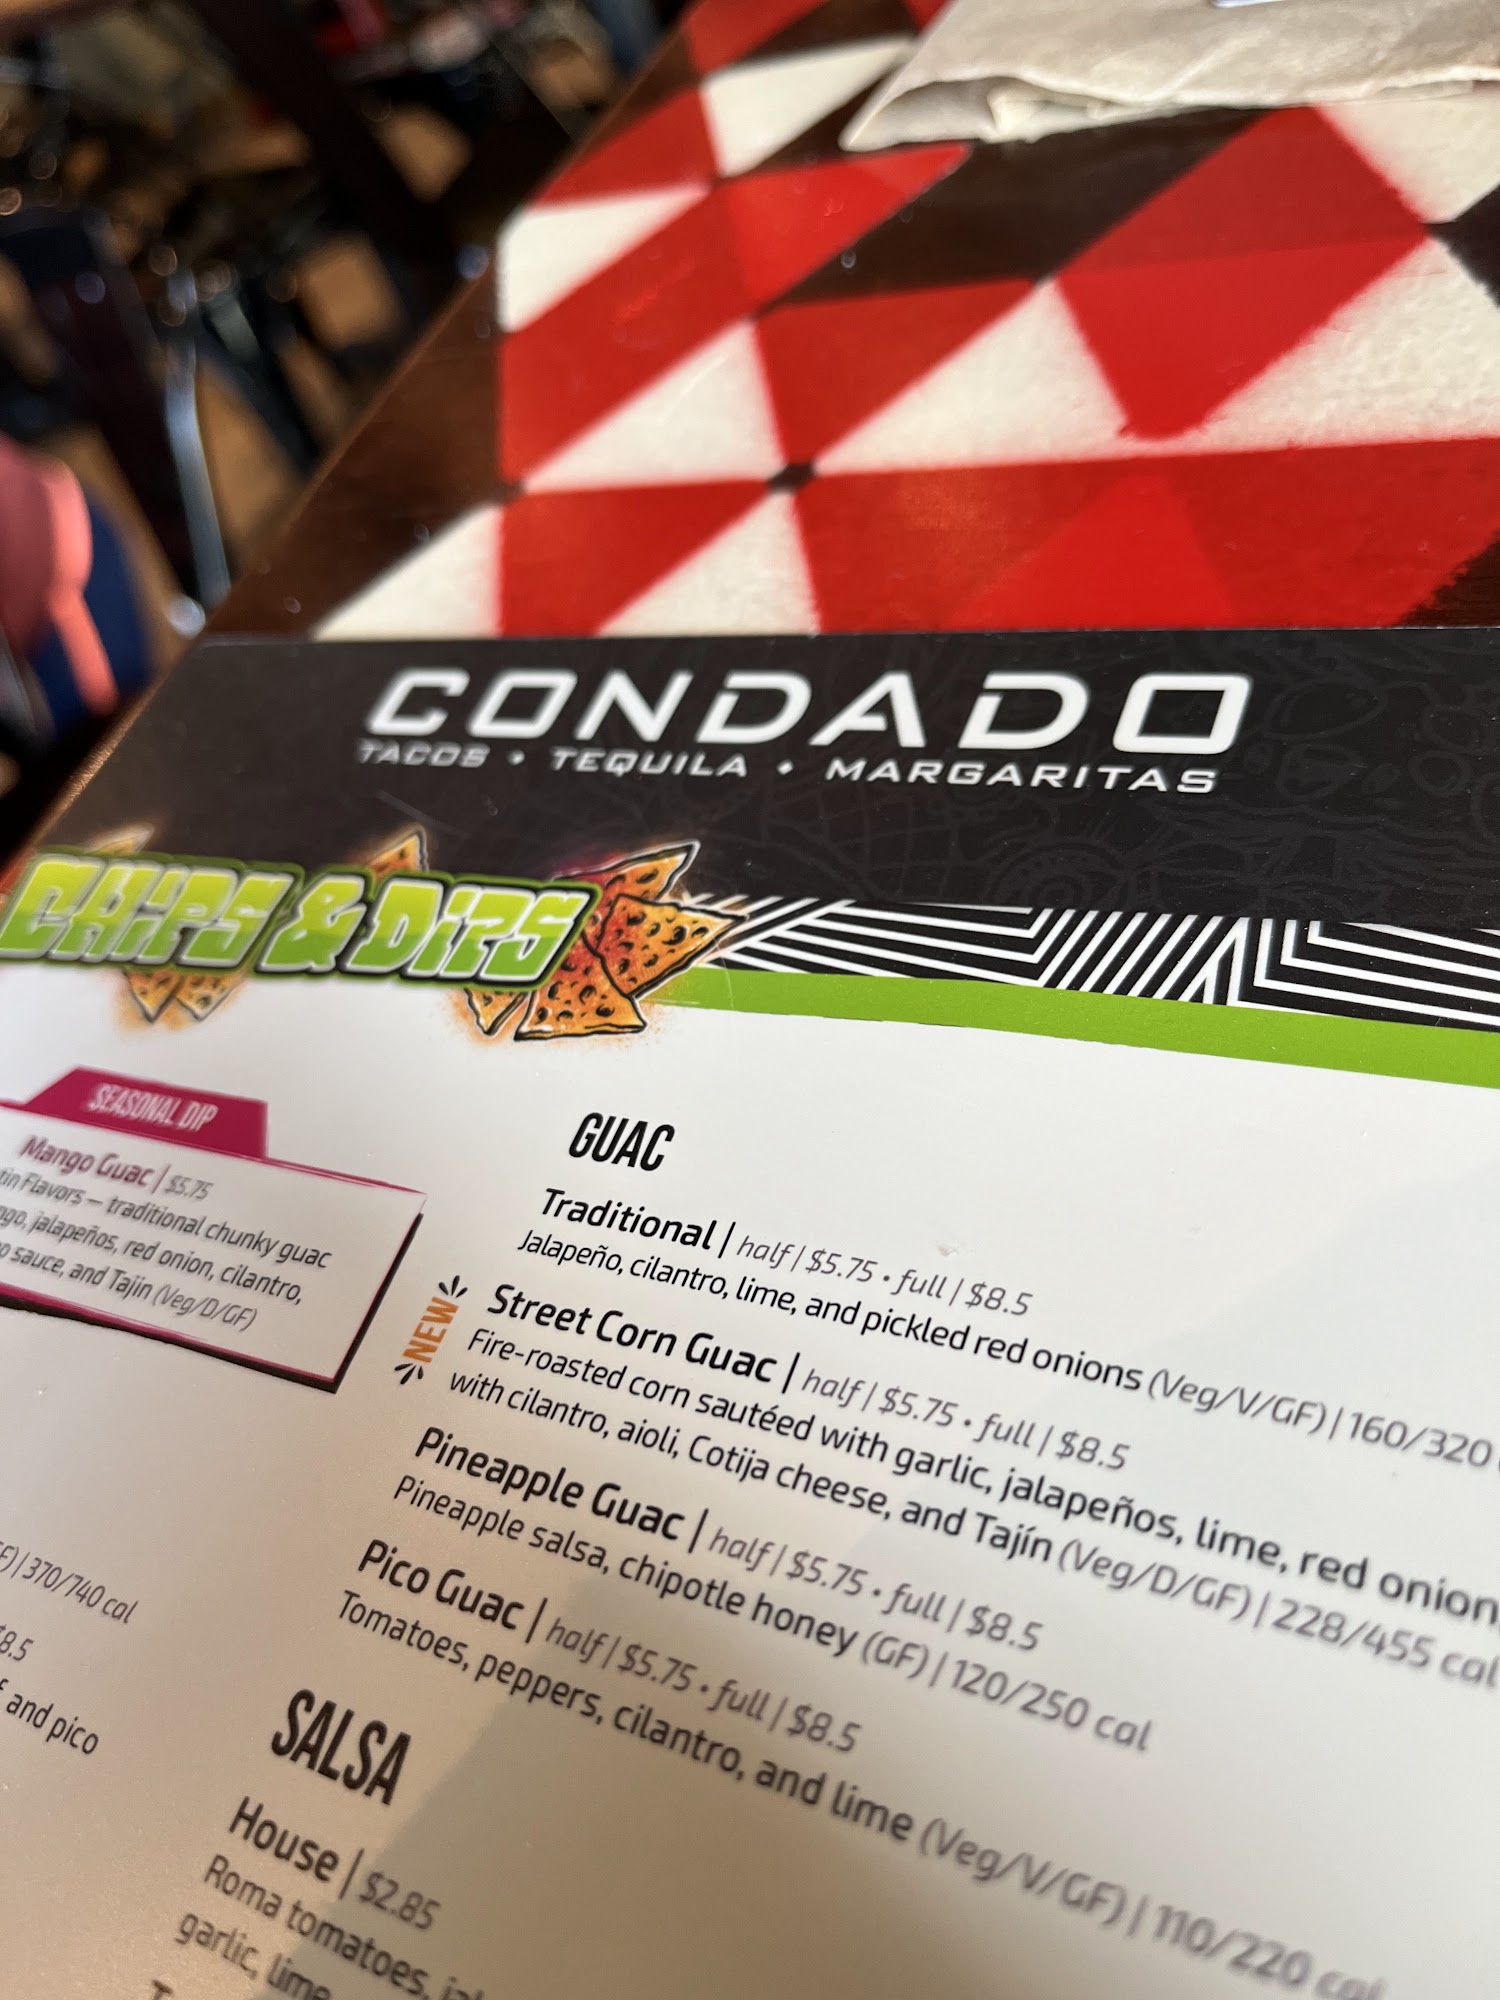 CONDADO
TACOS • TEQUILA • MARGARITAS
CHIPS & DIPS
SEASONAL DIP
Mango Guac | $5.75
Flavors — traditional chunky guac
jalapeños, red onion, cilantro,
sauce, and Tajin (Veg/D/GF)
370/740 cal
and pico
GUAC
Traditional | half | $5.75 • full | $8.5
Jalapeño, cilantro, lime, and pickled red onions (Veg/V/GF) | 160/320
NEW
Street Corn Guac | half | $5.75 • full | $8.5
Fire-roasted corn sautéed with garlic, jalapeños, lime, red onion,
with cilantro, aioli, Cotija cheese, and Tajín (Veg/D/GF) | 228/455 cal
Pineapple Guac | half | $5.75 • full | $8.5
Pineapple salsa, chipotle honey (GF) | 120/250 cal
Pico Guac | half | $5.75 • full | $8.5
Tomatoes, peppers, cilantro, and lime (Veg/V/GF) | 110/220 cal
SALSA
House | $2.85
Roma tomatoes,
garlic, lime